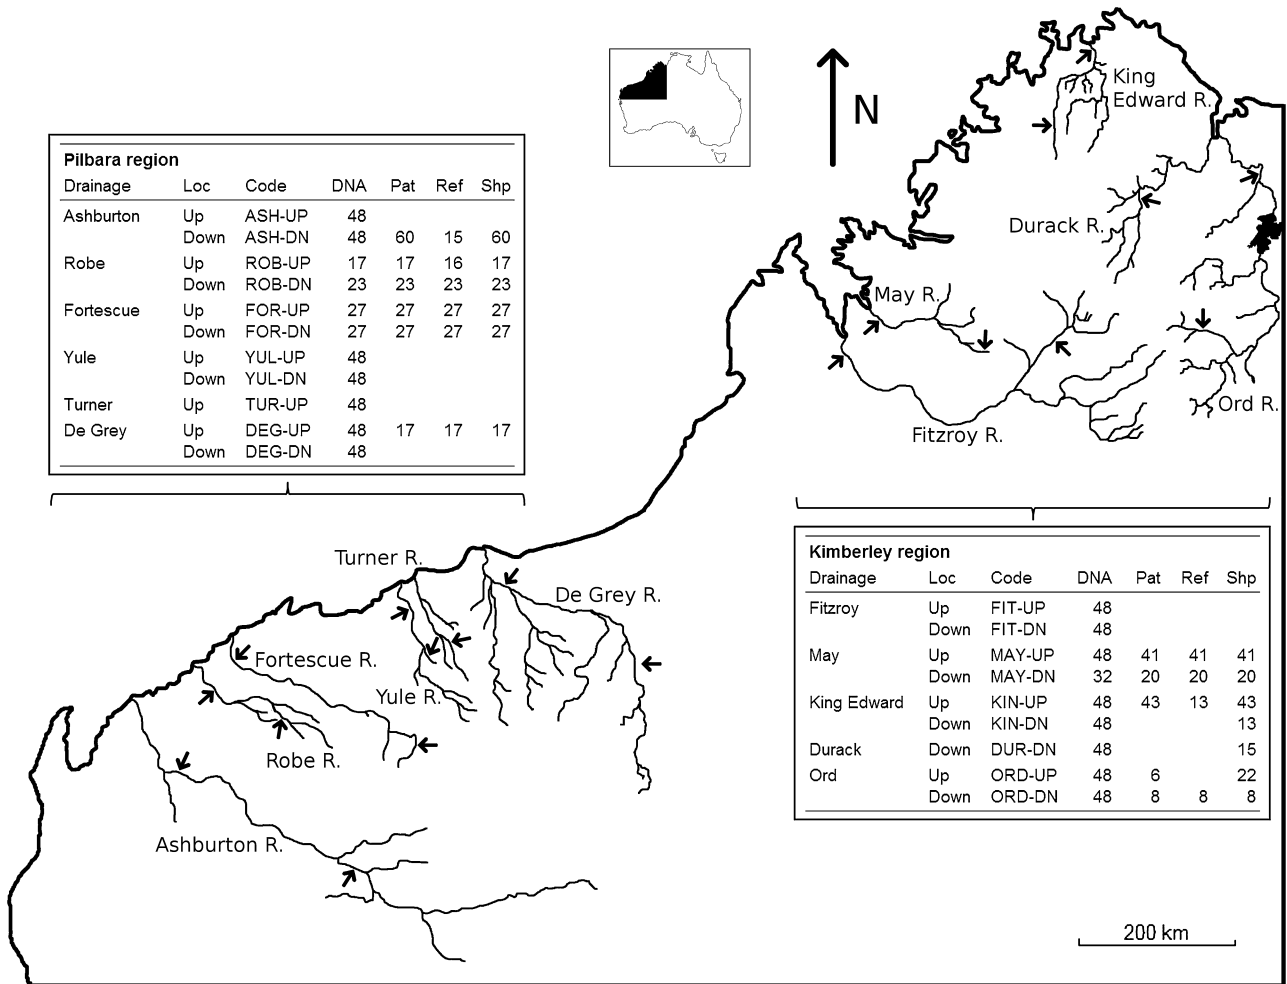 King
Edward R.
N
Pilbara region
Drainage Loc Code DNA Pat Ref Shp
Ashburton Up ASH-UP 48
Down ASH-DN 48 60 15 60
Robe Up ROB-UP 17 17 16 17
Down ROB-DN 23 23 23 23
Fortescue Up FOR-UP 27 27 27 27
Down FOR-DN 27 27 27 27
Yule Up YUL-UP 48
Down YUL-DN 48
Turner Up TUR-UP 48
De Grey Up DEG-UP 48 17 17 17
Down DEG-DN 48
Durack R.
May R.
Ord R.
Fitzroy R.
Turner R.
De Grey R.
Fortescue R.
Yule R.
Robe R.
Ashburton R.
Kimberley region
Drainage Loc Code DNA Pat Ref Shp
Fitzroy Up FIT-UP 48
Down FIT-DN 48
May Up MAY-UP 48 41 41 41
Down MAY-DN 32 20 20 20
King Edward Up KIN-UP 48 43 13 43
Down KIN-DN 48 13
Durack Down DUR-DN 48 15
Ord Up ORD-UP 48 6 22
Down ORD-DN 48 8 8 8
200 km